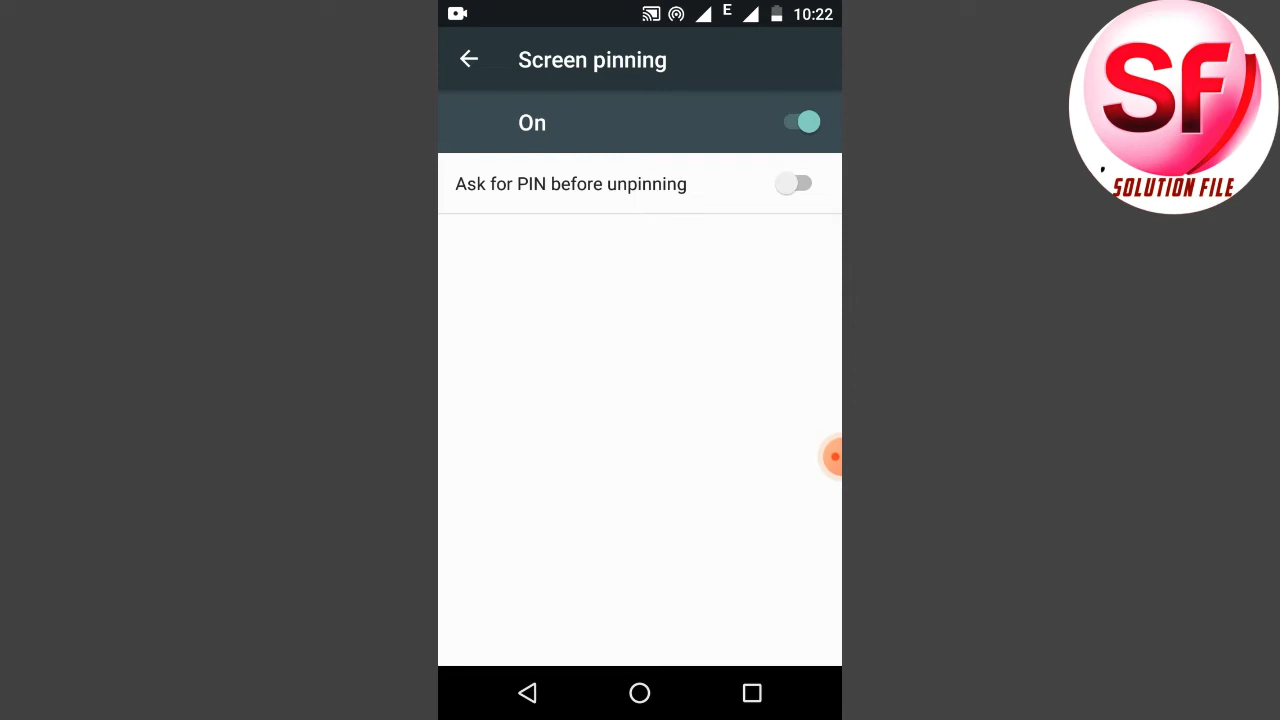 E 10:22
Screen pinning
On
Ask for PIN before unpinning
SF
SOLUTION FILE